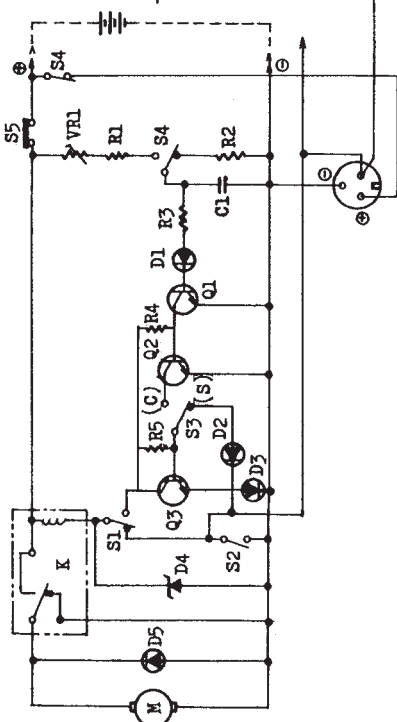 ⊕
⊖
S4
S5
VR1
R1
S4
R2
C1
R3
D1
Q1
R4
Q2
(C)
(S)
S3
R5
D2
D3
Q3
S1
S2
K
D4
D5
M
⊖
⊕